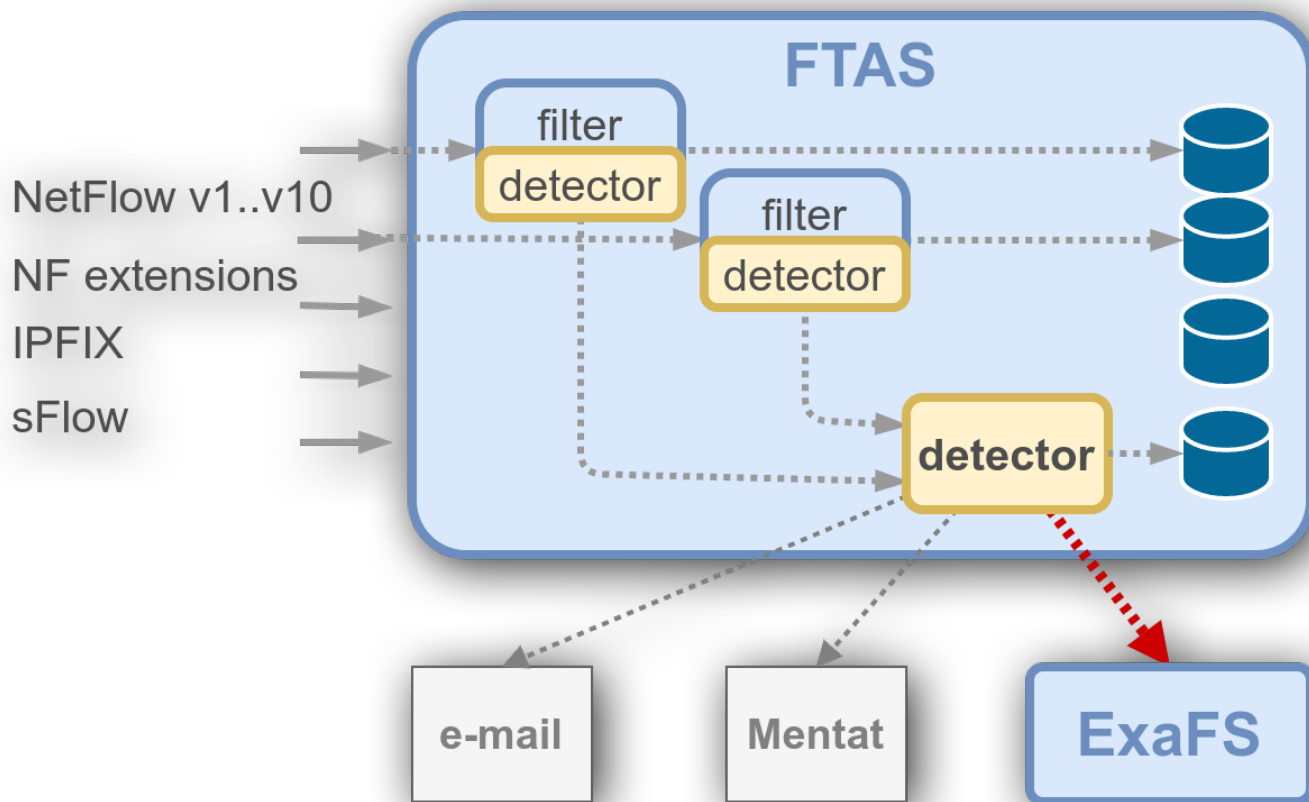 FTAS
filter
detector
filter
detector
NetFlow v1..v10
NF extensions
IPFIX
sFlow
detector
e-mail
Mentat
ExaFS